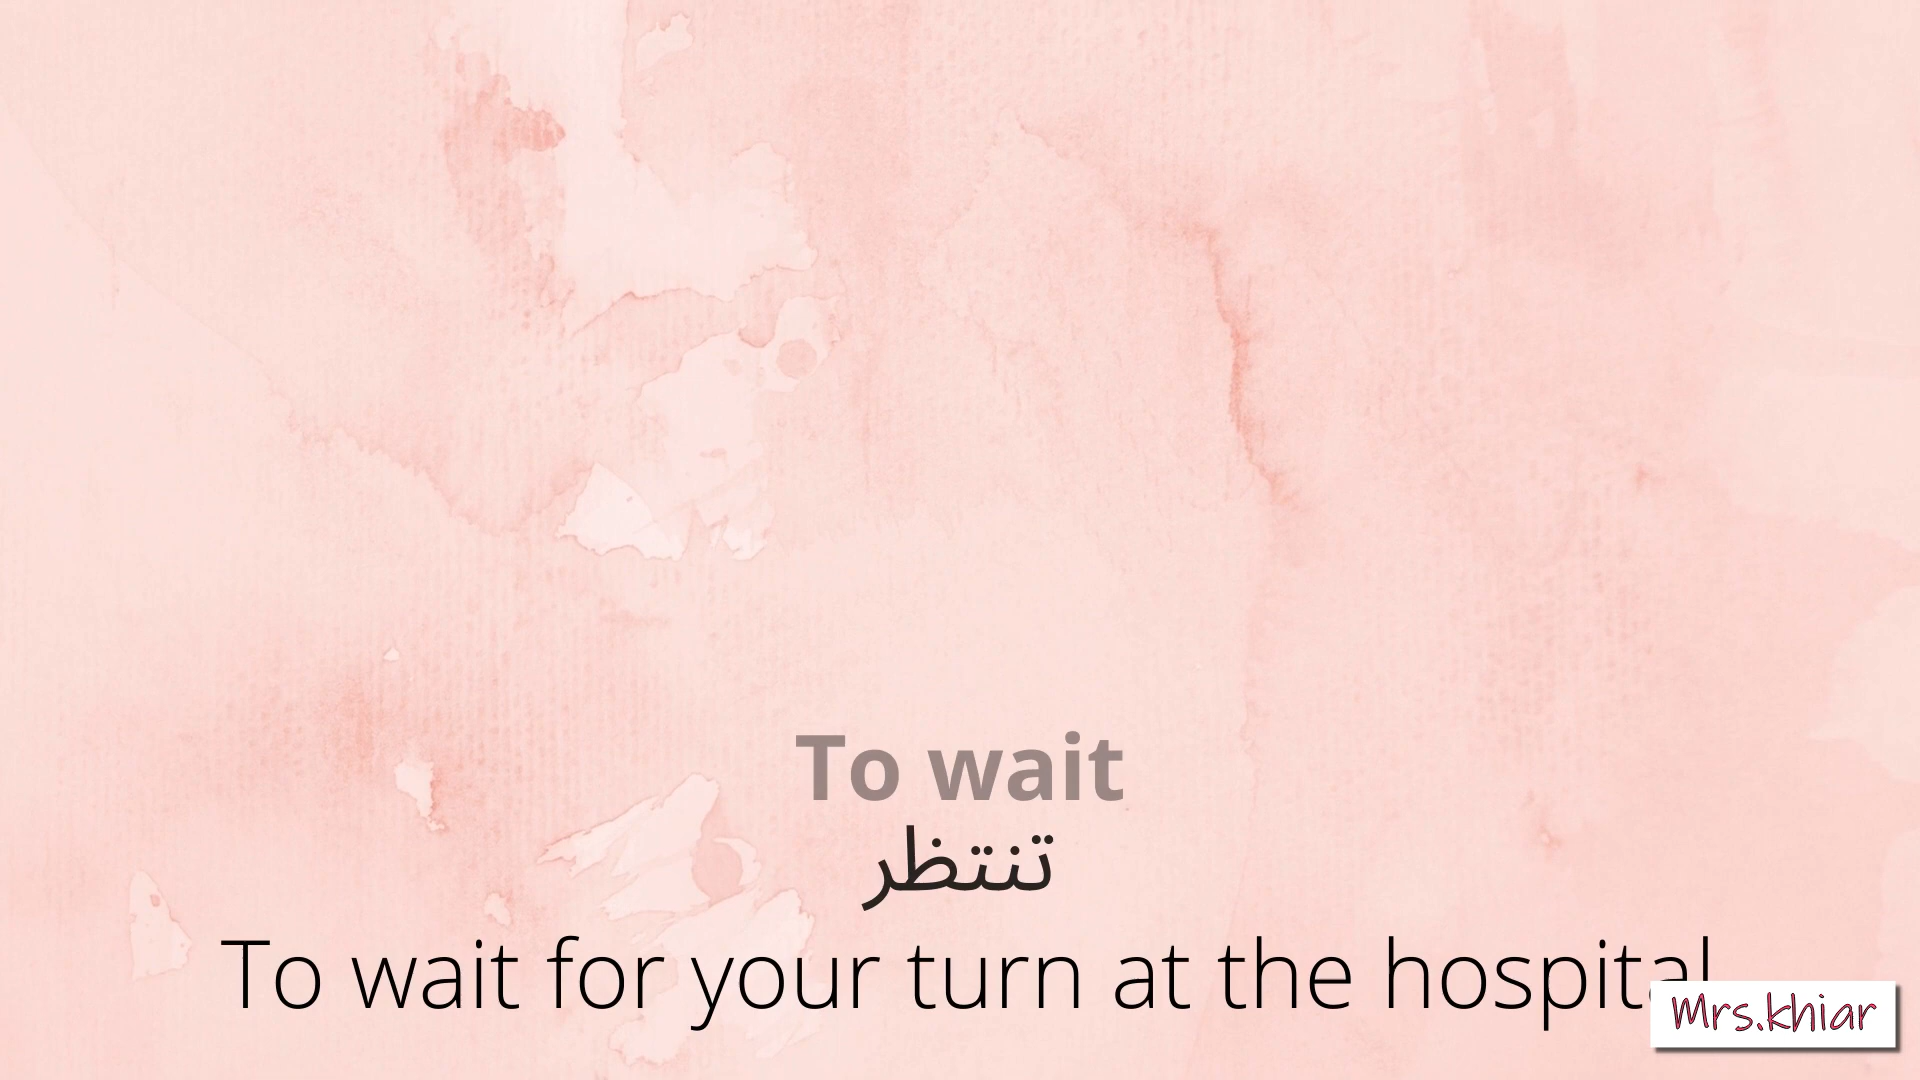 To wait
تنتظر
To wait for your turn at the hospital
Mrs.khiar